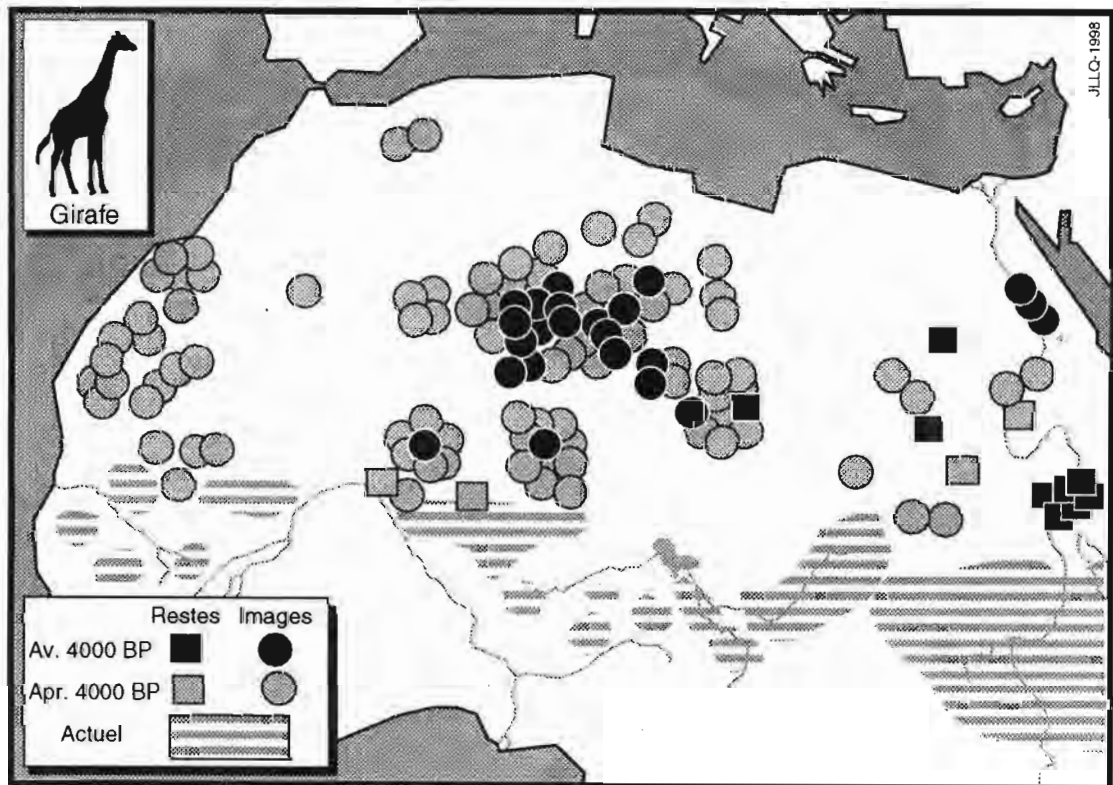 JLLQ-1998
Girafe
Restes Images
Av. 4000 BP
Apr. 4000 BP
Actuel